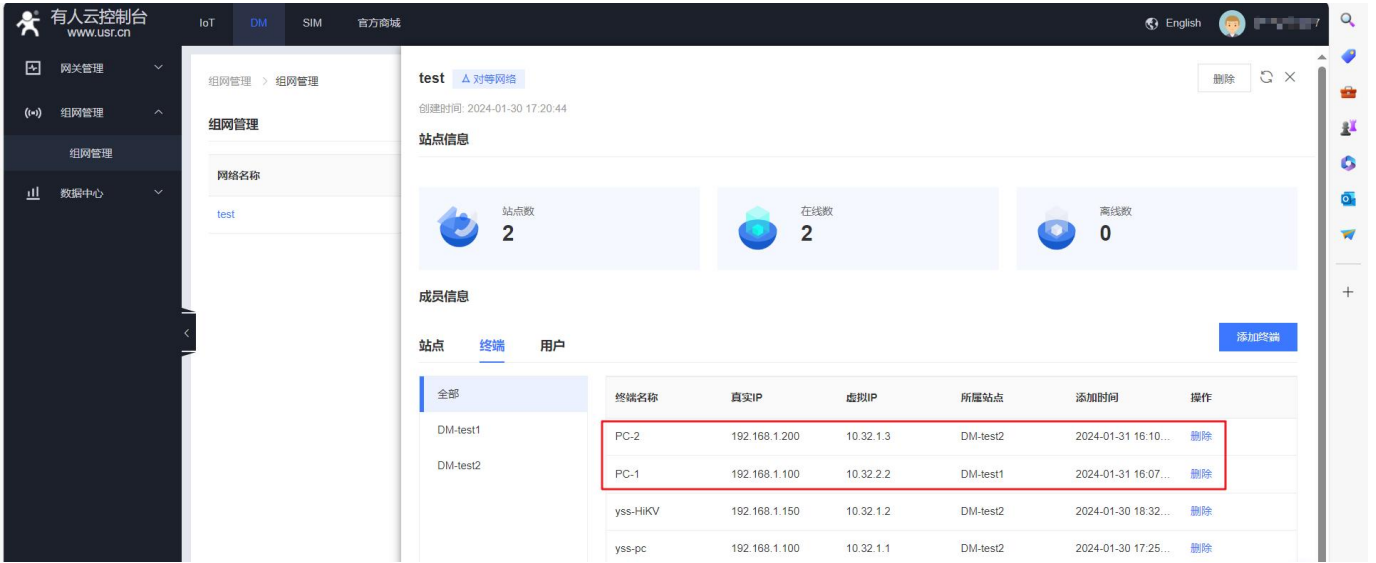 有人云控制台
www.usr.cn
IoT DM SIM 官方商城
English
网关管理
组网管理
组网管理
数据中心
组网管理 > 组网管理
组网管理
网络名称
test
test 对等网络
删除
创建时间: 2024-01-30 17:20:44
站点信息
站点数
2
在线数
2
离线数
0
成员信息
站点 终端 用户
添加终端
全部
DM-test1
DM-test2
终端名称 真实IP 虚拟IP 所属站点 添加时间 操作
PC-2 192.168.1.200 10.32.1.3 DM-test2 2024-01-31 16:10... 删除
PC-1 192.168.1.100 10.32.2.2 DM-test1 2024-01-31 16:07... 删除
yss-HiKV 192.168.1.150 10.32.1.2 DM-test2 2024-01-30 18:32... 删除
yss-pc 192.168.1.100 10.32.1.1 DM-test2 2024-01-30 17:25... 删除